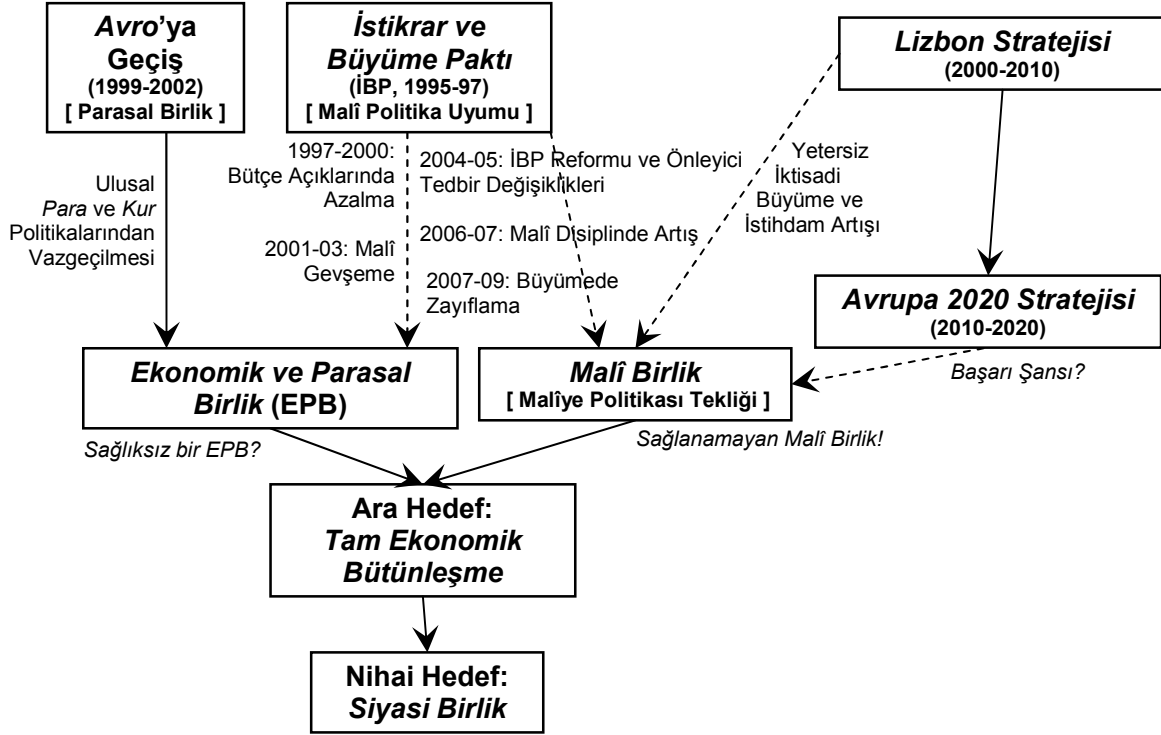 Avro’ya
Geçiş
(1999-2002)
[ Parasal Birlik ]
İstikrar ve
Büyüme Paktı
(İBP, 1995-97)
[ Malî Politika Uyumu ]
Lizbon Stratejisi
(2000-2010)
Ulusal
Para ve Kur
Politikalarından
Vazgeçilmesi
1997-2000:
Bütçe Açıklarında
Azalma
2001-03: Malî
Gevşeme
2004-05: İBP Reformu ve Önleyici
Tedbir Değişiklikleri
2006-07: Malî Disiplinde Artış
2007-09: Büyümede
Zayıflama
Yetersiz
İktisadi
Büyüme ve
İstihdam Artışı
Avrupa 2020 Stratejisi
(2010-2020)
Ekonomik ve Parasal
Birlik (EPB)
Malî Birlik
[ Malîye Politikası Tekliği ]
Başarı Şansı?
Sağlıksız bir EPB?
Sağlanamayan Malî Birlik!
Ara Hedef:
Tam Ekonomik
Bütünleşme
Nihai Hedef:
Siyasi Birlik